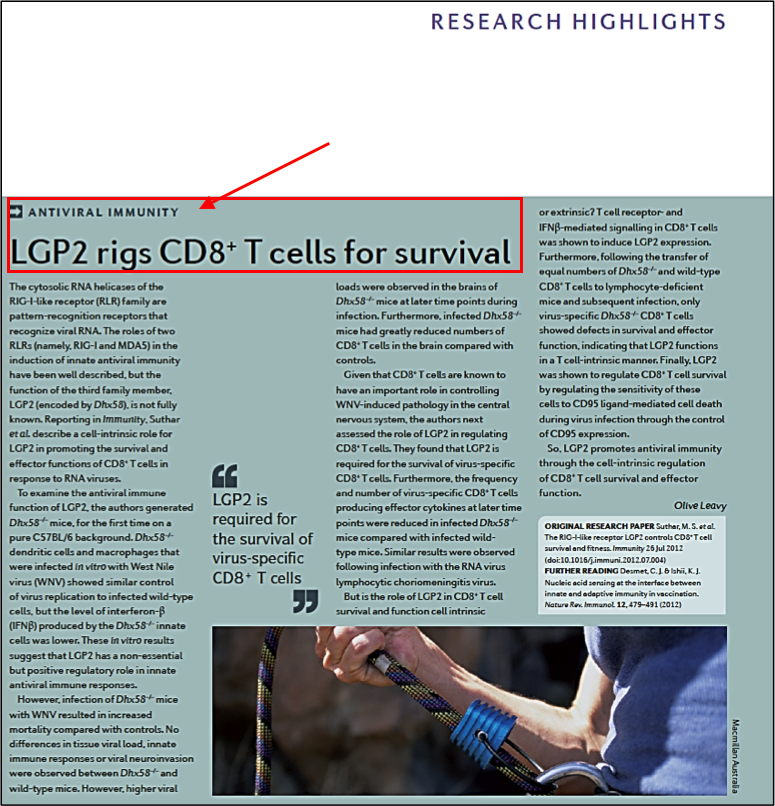 RESEARCH HIGHLIGHTS
ANTIVIRAL IMMUNITY
LGP2 rigs CD8⁺ T cells for survival
The cytosolic RNA helicases of the
RIG-I-like receptor (RLR) family are
pattern-recognition receptors that
recognize viral RNA. The roles of two
RLRs (namely, RIG-I and MDA5) in the
induction of innate antiviral immunity
have been well described, but the
function of the third family member,
LGP2 (encoded by Dhx58), is not fully
known. Reporting in Immunity, Suthar
et al. describe a cell-intrinsic role for
LGP2 in promoting the survival and
effector functions of CD8⁺ T cells in
response to RNA viruses.
To examine the antiviral immune
function of LGP2, the authors generated
Dhx58⁻/⁻ mice, for the first time on a
pure C57BL/6 background. Dhx58⁻/⁻
dendritic cells and macrophages that
were infected in vitro with West Nile
virus (WNV) showed similar control
of virus replication to infected wild-type
cells, but the level of interferon-β
(IFNβ) produced by the Dhx58⁻/⁻ innate
cells was lower. These in vitro results
suggest that LGP2 has a non-essential
but positive regulatory role in innate
antiviral immune responses.
However, infection of Dhx58⁻/⁻ mice
with WNV resulted in increased
mortality compared with controls. No
differences in tissue viral load, innate
immune responses or viral neuroinvasion
were observed between Dhx58⁻/⁻ and
wild-type mice. However, higher viral
“
LGP2 is
required for
the survival of
virus-specific
CD8⁺ T cells
”
loads were observed in the brains of
Dhx58⁻/⁻ mice at later time points during
infection. Furthermore, infected Dhx58⁻/⁻
mice had greatly reduced numbers of
CD8⁺ T cells in the brain compared with
controls.
Given that CD8⁺ T cells are known to
have an important role in controlling
WNV-induced pathology in the central
nervous system, the authors next
assessed the role of LGP2 in regulating
CD8⁺ T cells. They found that LGP2 is
required for the survival of virus-specific
CD8⁺ T cells. Furthermore, the frequency
and number of virus-specific CD8⁺ T cells
producing effector cytokines at later time
points were reduced in infected Dhx58⁻/⁻
mice compared with infected wild-
type mice. Similar results were observed
following infection with the RNA virus
lymphocytic choriomeningitis virus.
But is the role of LGP2 in CD8⁺ T cell
survival and function cell intrinsic
or extrinsic? T cell receptor- and
IFNβ-mediated signalling in CD8⁺ T cells
was shown to induce LGP2 expression.
Furthermore, following the transfer of
equal numbers of Dhx58⁻/⁻ and wild-type
CD8⁺ T cells to lymphocyte-deficient
mice and subsequent infection, only
virus-specific Dhx58⁻/⁻ CD8⁺ T cells
showed defects in survival and effector
function, indicating that LGP2 functions
in a T cell-intrinsic manner. Finally, LGP2
was shown to regulate CD8⁺ T cell survival
by regulating the sensitivity of these
cells to CD95 ligand-mediated cell death
during virus infection through the control
of CD95 expression.
So, LGP2 promotes antiviral immunity
through the cell-intrinsic regulation
of CD8⁺ T cell survival and effector
function.
Olive Leavy
ORIGINAL RESEARCH PAPER Suthar, M. S. et al.
The RIG-I-like receptor LGP2 controls CD8⁺ T cell
survival and fitness. Immunity 26 Jul 2012
(doi:10.1016/j.immuni.2012.07.004)
FURTHER READING Desmet, C. J. & Ishii, K. J.
Nucleic acid sensing at the interface between
innate and adaptive immunity in vaccination.
Nature Rev. Immunol. 12, 479–491 (2012)
Macmillan Australia